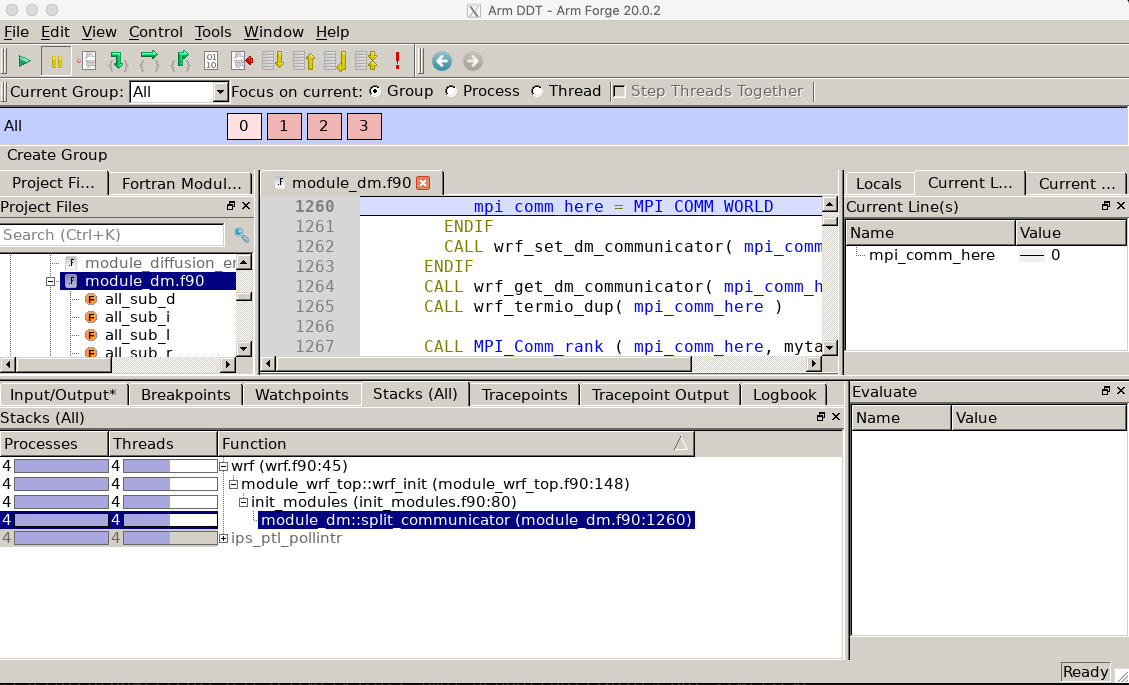 Arm DDT - Arm Forge 20.0.2
File Edit View Control Tools Window Help
Current Group: All Focus on current: Group Process Thread Step Threads Together
All 0 1 2 3
Create Group
Project Fi... Fortran Modul... module_dm.f90 Locals Current L... Current ...
Project Files
Search (Ctrl+K)
module_diffusion_er
module_dm.f90
all_sub_d
all_sub_i
all_sub_l
all_sub_r
1260 mpi_comm_here = MPI_COMM_WORLD
1261 ENDIF
1262 CALL wrf_set_dm_communicator( mpi_comm
1263 ENDIF
1264 CALL wrf_get_dm_communicator( mpi_comm_h
1265 CALL wrf_termio_dup( mpi_comm_here )
1266
1267 CALL MPI_Comm_rank ( mpi_comm_here, myta
Current Line(s)
Name Value
mpi_comm_here 0
Input/Output* Breakpoints Watchpoints Stacks (All) Tracepoints Tracepoint Output Logbook
Stacks (All)
Processes Threads Function
4 4 wrf (wrf.f90:45)
4 4 module_wrf_top::wrf_init (module_wrf_top.f90:148)
4 4 init_modules (init_modules.f90:80)
4 4 module_dm::split_communicator (module_dm.f90:1260)
4 4 ips_ptl_pollintr
Evaluate
Name Value
Ready